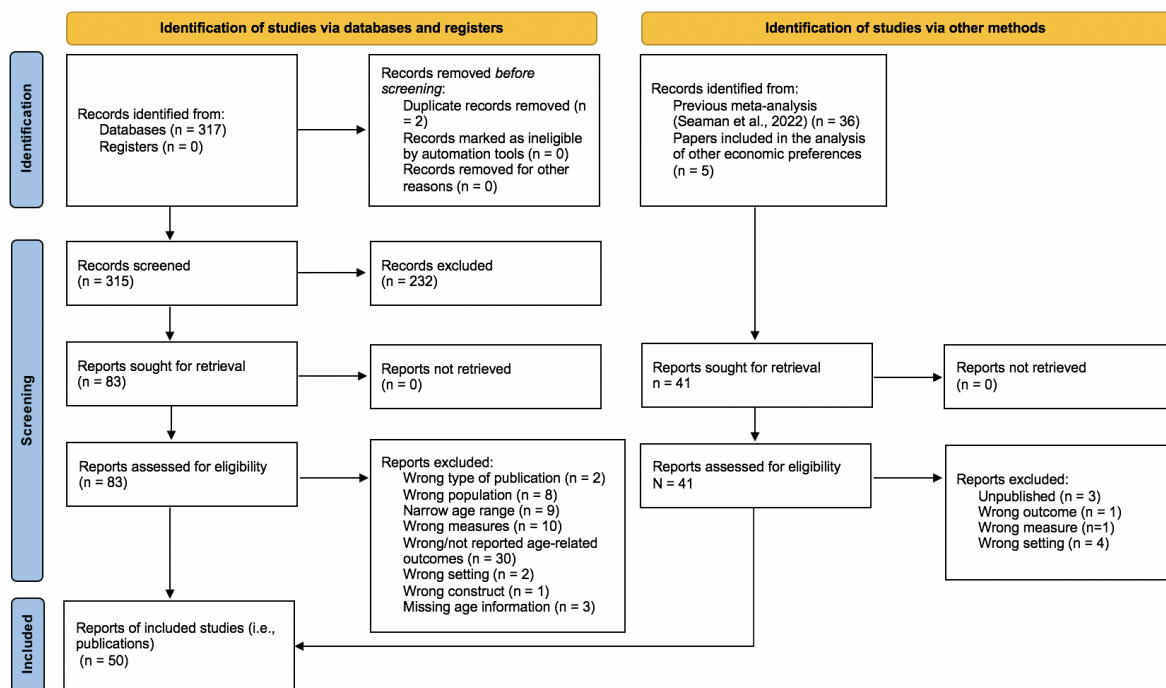 Identification of studies via databases and registers
Identification of studies via other methods
Identification
Records identified from:
Databases (n = 317)
Registers (n = 0)
Records removed before
screening:
Duplicate records removed (n
= 2)
Records marked as ineligible
by automation tools (n = 0)
Records removed for other
reasons (n = 0)
Records identified from:
Previous meta-analysis
(Seaman et al., 2022) (n = 36)
Papers included in the analysis
of other economic preferences
(n = 5)
Screening
Records screened
(n = 315)
Records excluded
(n = 232)
Reports sought for retrieval
(n = 83)
Reports not retrieved
(n = 0)
Reports sought for retrieval
n = 41
Reports not retrieved
(n = 0)
Reports assessed for eligibility
(n = 83)
Reports excluded:
Wrong type of publication (n = 2)
Wrong population (n = 8)
Narrow age range (n = 9)
Wrong measures (n = 10)
Wrong/not reported age-related
outcomes (n = 30)
Wrong setting (n = 2)
Wrong construct (n = 1)
Missing age information (n = 3)
Reports assessed for eligibility
N = 41
Reports excluded:
Unpublished (n = 3)
Wrong outcome (n = 1)
Wrong measure (n=1)
Wrong setting (n = 4)
Included
Reports of included studies (i.e.,
publications)
(n = 50)